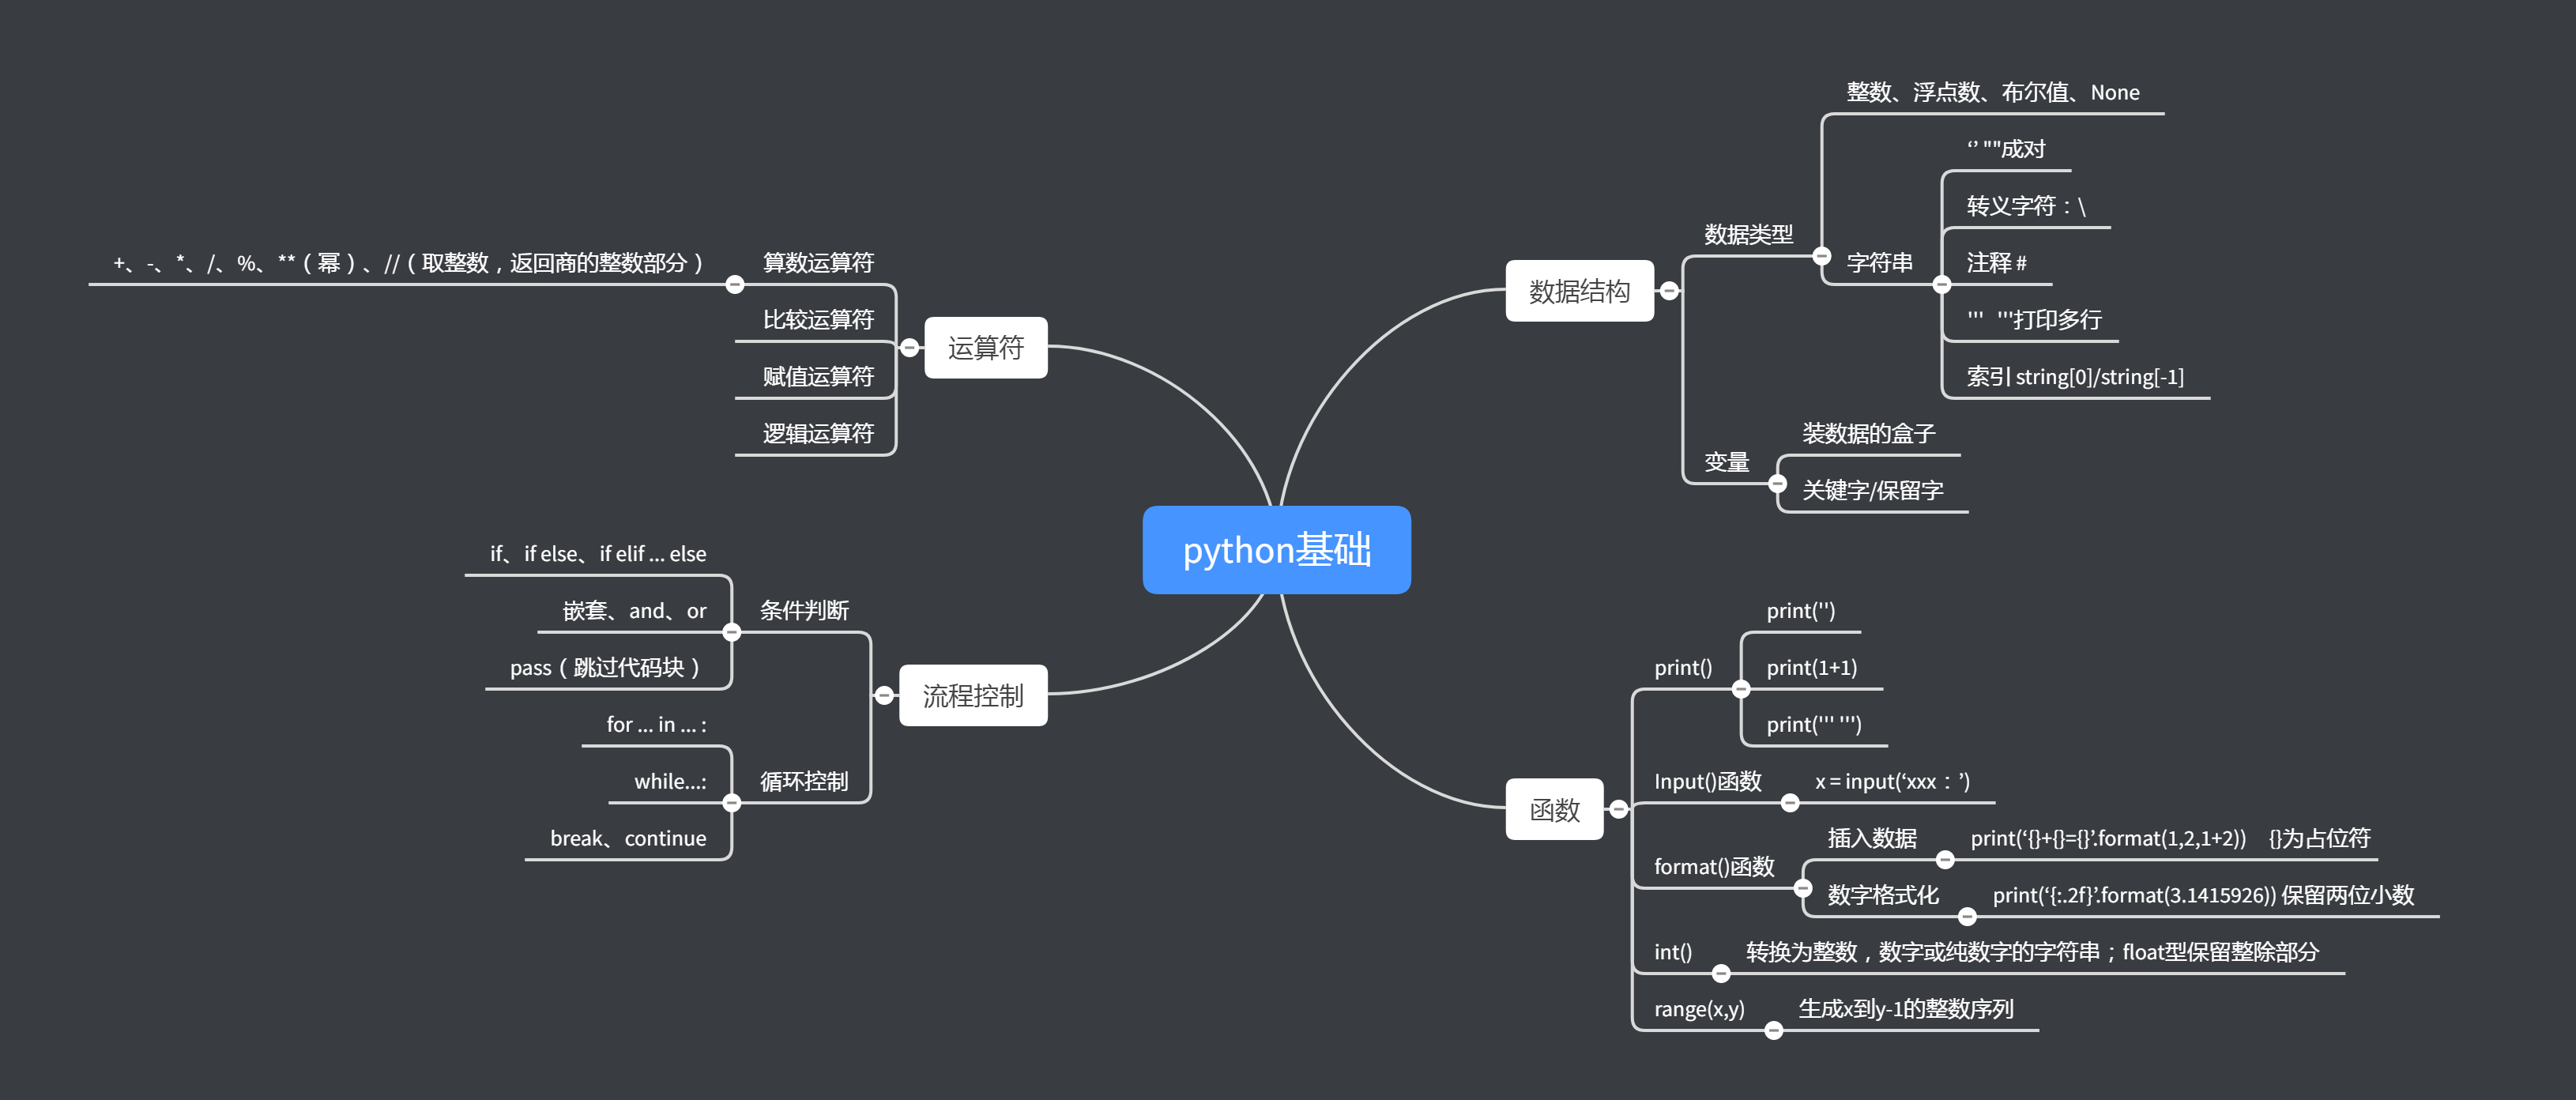 python基础
数据结构
数据类型
整数、浮点数、布尔值、None
字符串
‘’ ""成对
转义字符：\
注释 #
''' '''打印多行
索引 string[0]/string[-1]
变量
装数据的盒子
关键字/保留字
函数
print()
print('')
print(1+1)
print(''' ''')
Input()函数
x = input(‘xxx：’)
format()函数
插入数据
print(‘{}+{}={}’.format(1,2,1+2)) {}为占位符
数字格式化
print(‘{:.2f}’.format(3.1415926)) 保留两位小数
int()
转换为整数，数字或纯数字的字符串；float型保留整除部分
range(x,y)
生成x到y-1的整数序列
运算符
算数运算符
+、-、*、/、%、**（幂）、//（取整数，返回商的整数部分）
比较运算符
赋值运算符
逻辑运算符
流程控制
条件判断
if、if else、if elif ... else
嵌套、and、or
pass（跳过代码块）
循环控制
for ... in ... :
while...:
break、continue